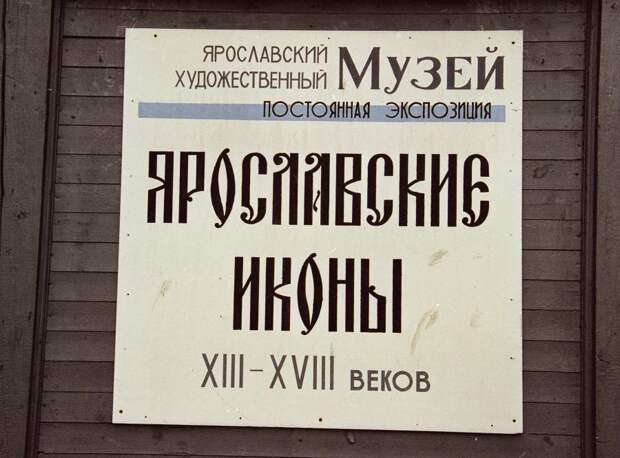 ЯРОСЛАВСКИЙ
ХУДОЖЕСТВЕННЫЙ МУЗЕЙ
ПОСТОЯННАЯ ЭКСПОЗИЦИЯ
ЯРОСЛАВСКИЕ
ИКОНЫ
XIII-XVIII ВЕКОВ